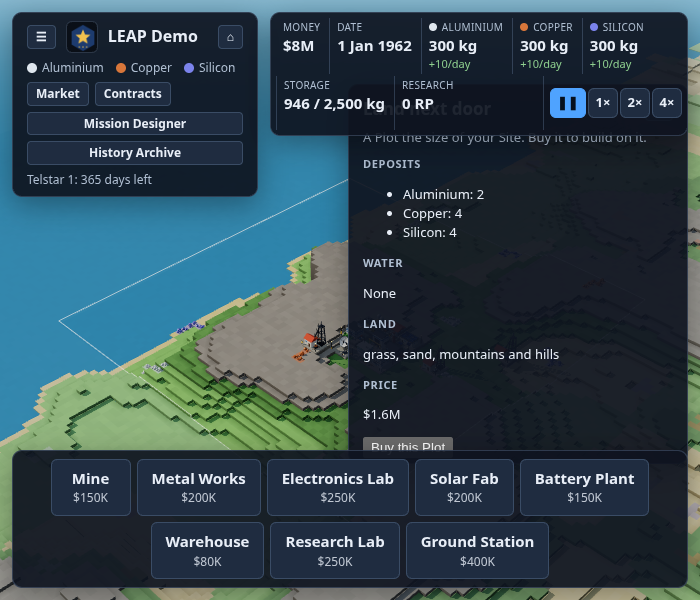 ☰ LEAP Demo ⌂
Aluminium Copper Silicon
Market Contracts
Mission Designer
History Archive
Telstar 1: 365 days left
MONEY DATE ALUMINIUM COPPER SILICON
$8M 1 Jan 1962 300 kg 300 kg 300 kg
+10/day +10/day +10/day
STORAGE RESEARCH
946 / 2,500 kg 0 RP
❚❚ 1× 2× 4×
Land next door
A Plot the size of your Site. Buy it to build on it.
DEPOSITS
• Aluminium: 2
• Copper: 4
• Silicon: 4
WATER
None
LAND
grass, sand, mountains and hills
PRICE
$1.6M
Buy this Plot
Mine Metal Works Electronics Lab Solar Fab Battery Plant
$150K $200K $250K $200K $150K
Warehouse Research Lab Ground Station
$80K $250K $400K